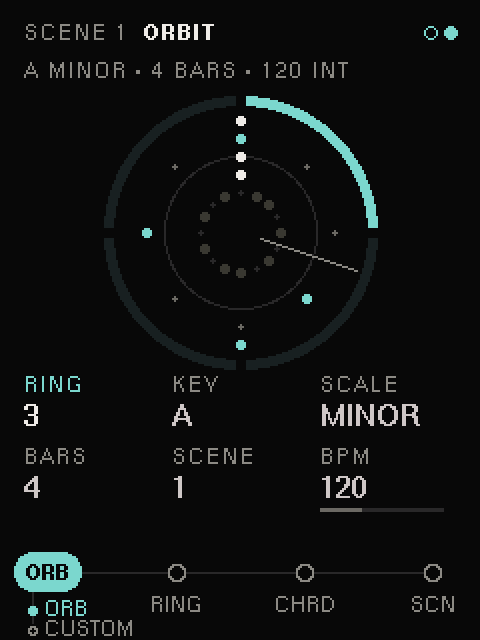 SCENE 1 ORBIT
A MINOR · 4 BARS · 120 INT
RING KEY SCALE
3 A MINOR
BARS SCENE BPM
4 1 120
ORB
RING CHRD SCN
ORB
CUSTOM